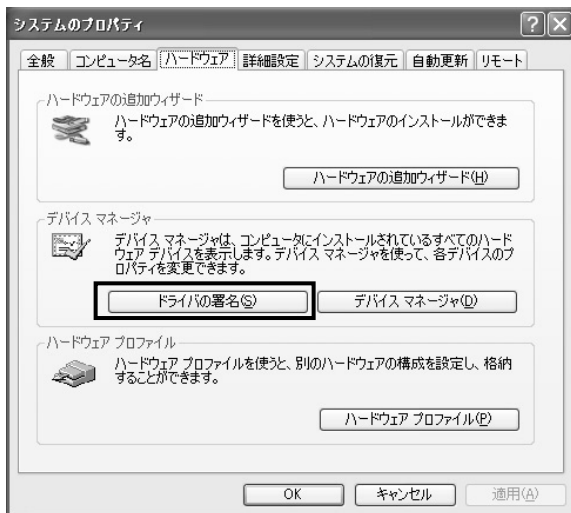 システムのプロパティ
全般 コンピュータ名 ハードウェア 詳細設定 システムの復元 自動更新 リモート
ハードウェアの追加ウィザード
ハードウェアの追加ウィザードを使うと、ハードウェアのインストールができま
す。
ハードウェアの追加ウィザード(H)
デバイス マネージャ
デバイス マネージャは、コンピュータにインストールされているすべてのハード
ウェア デバイスを表示します。デバイス マネージャを使って、各デバイスのプ
ロパティを変更できます。
ドライバの署名(S) デバイス マネージャ(D)
ハードウェア プロファイル
ハードウェア プロファイルを使うと、別のハードウェアの構成を設定し、格納
することができます。
ハードウェア プロファイル(P)
OK キャンセル 適用(A)